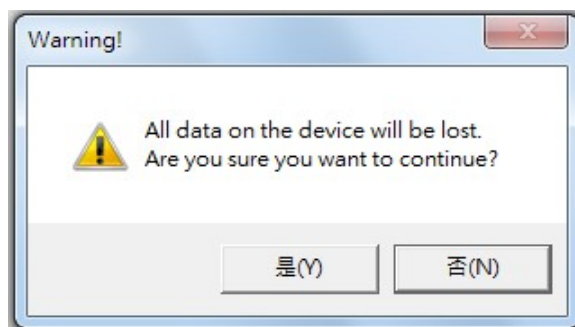 Warning!
All data on the device will be lost.
Are you sure you want to continue?
是(Y)
否(N)